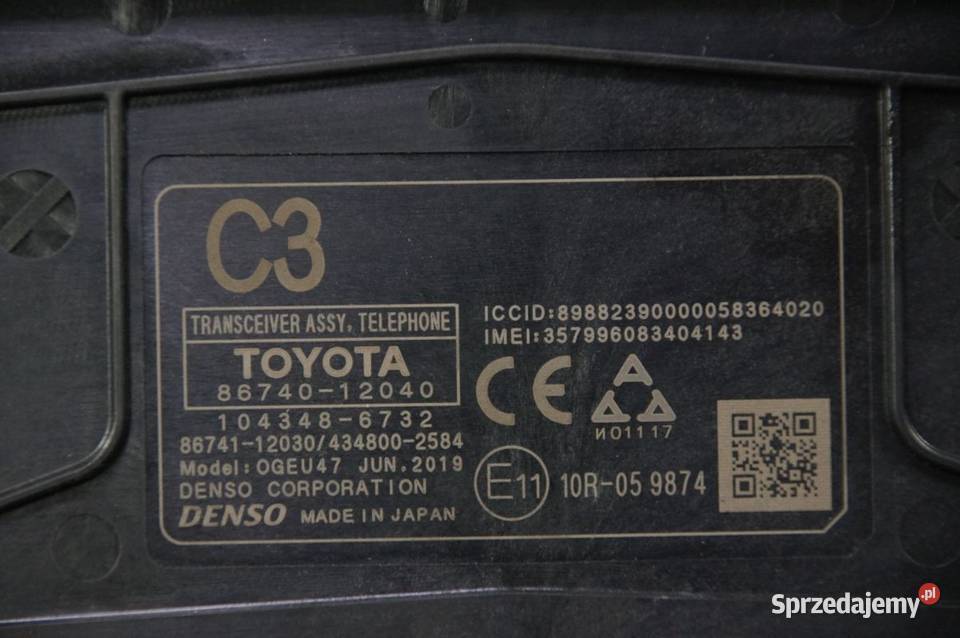 C3
TRANSCEIVER ASSY, TELEPHONE
TOYOTA
86740-12040
104348-6732
86741-12030/434800-2584
Model:OGEU47 JUN.2019
DENSO CORPORATION
DENSO MADE IN JAPAN
ICCID:89882390000058364020
IMEI:357996083404143
CE
И01117
E11 10R-05 9874
Sprzedajemy.pl